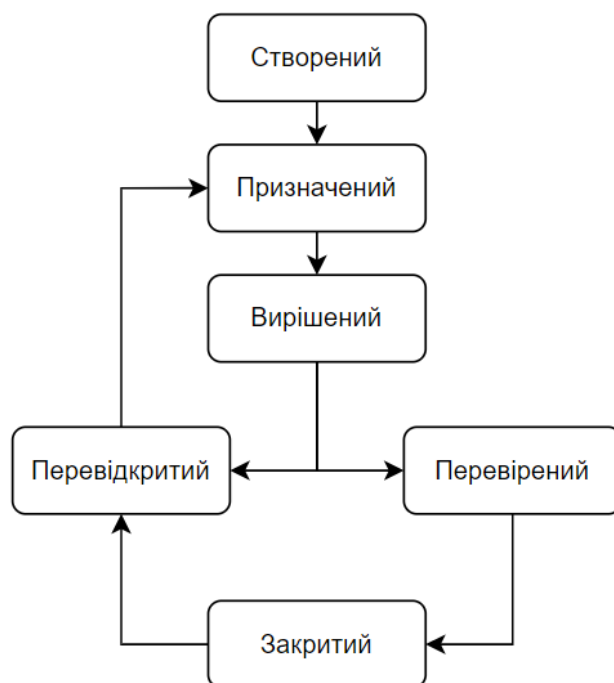 Створений
Призначений
Вирішений
Перевідкритий
Перевірений
Закритий